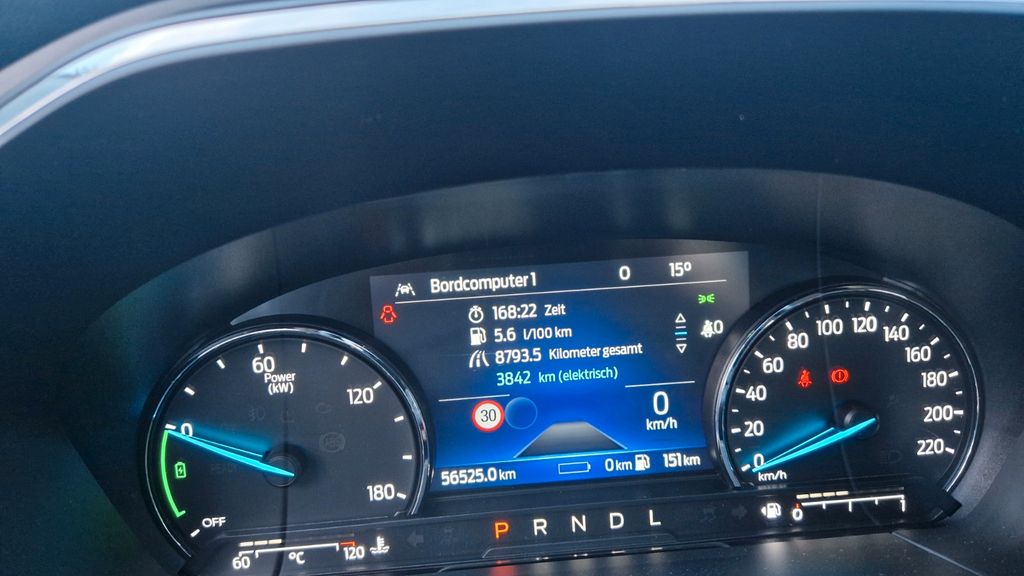 Bordcomputer 1 0 15°
168:22 Zeit
5.6 l/100 km
8793.5 Kilometer gesamt
3842 km (elektrisch)
0
30
0
km/h
56525.0 km 0 km 151 km
0
60
120
180
Power
(kW)
OFF
0
20
40
60
80
100
120
140
160
180
200
220
km/h
P R N D L
60 °C 120
0 1